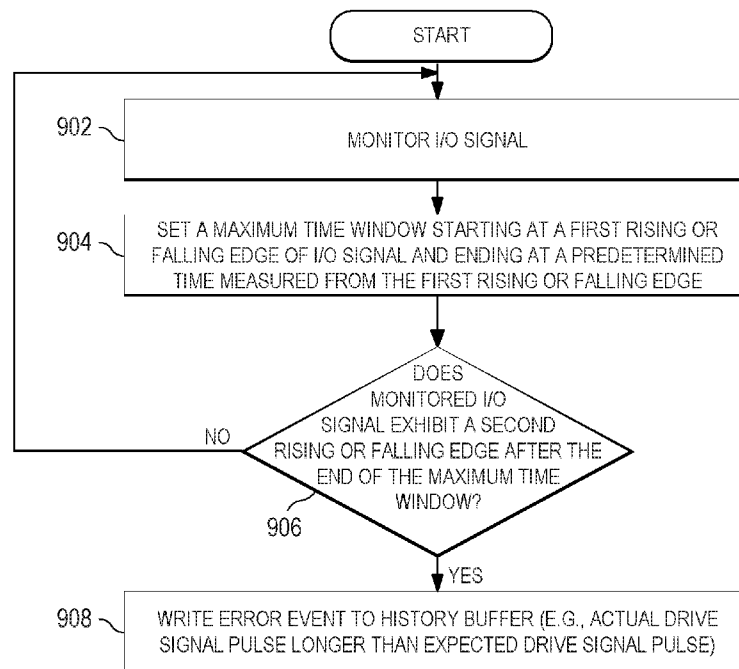 START
902
MONITOR I/O SIGNAL
904
SET A MAXIMUM TIME WINDOW STARTING AT A FIRST RISING OR
FALLING EDGE OF I/O SIGNAL AND ENDING AT A PREDETERMINED
TIME MEASURED FROM THE FIRST RISING OR FALLING EDGE
DOES
MONITORED I/O
SIGNAL EXHIBIT A SECOND
RISING OR FALLING EDGE AFTER THE
END OF THE MAXIMUM TIME
WINDOW?
NO
906
YES
908
WRITE ERROR EVENT TO HISTORY BUFFER (E.G., ACTUAL DRIVE
SIGNAL PULSE LONGER THAN EXPECTED DRIVE SIGNAL PULSE)